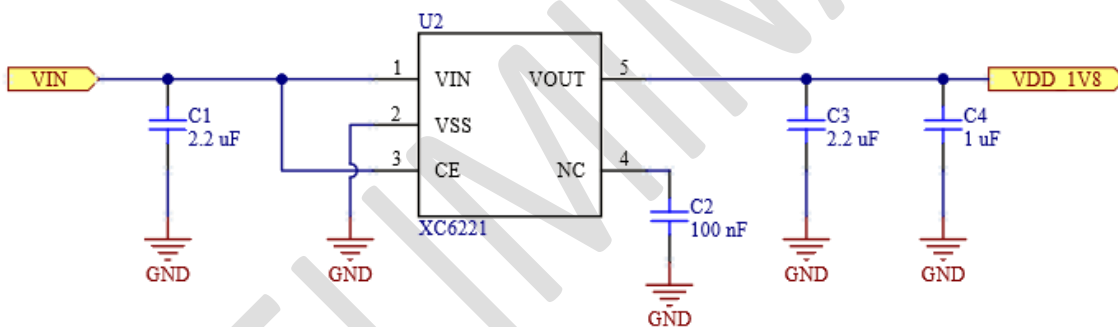 U2
VIN
1
VIN
VOUT
5
VDD_1V8
C1
2.2 uF
2
VSS
C3
2.2 uF
C4
1 uF
3
CE
NC
4
XC6221
C2
100 nF
GND
GND
GND
GND
GND